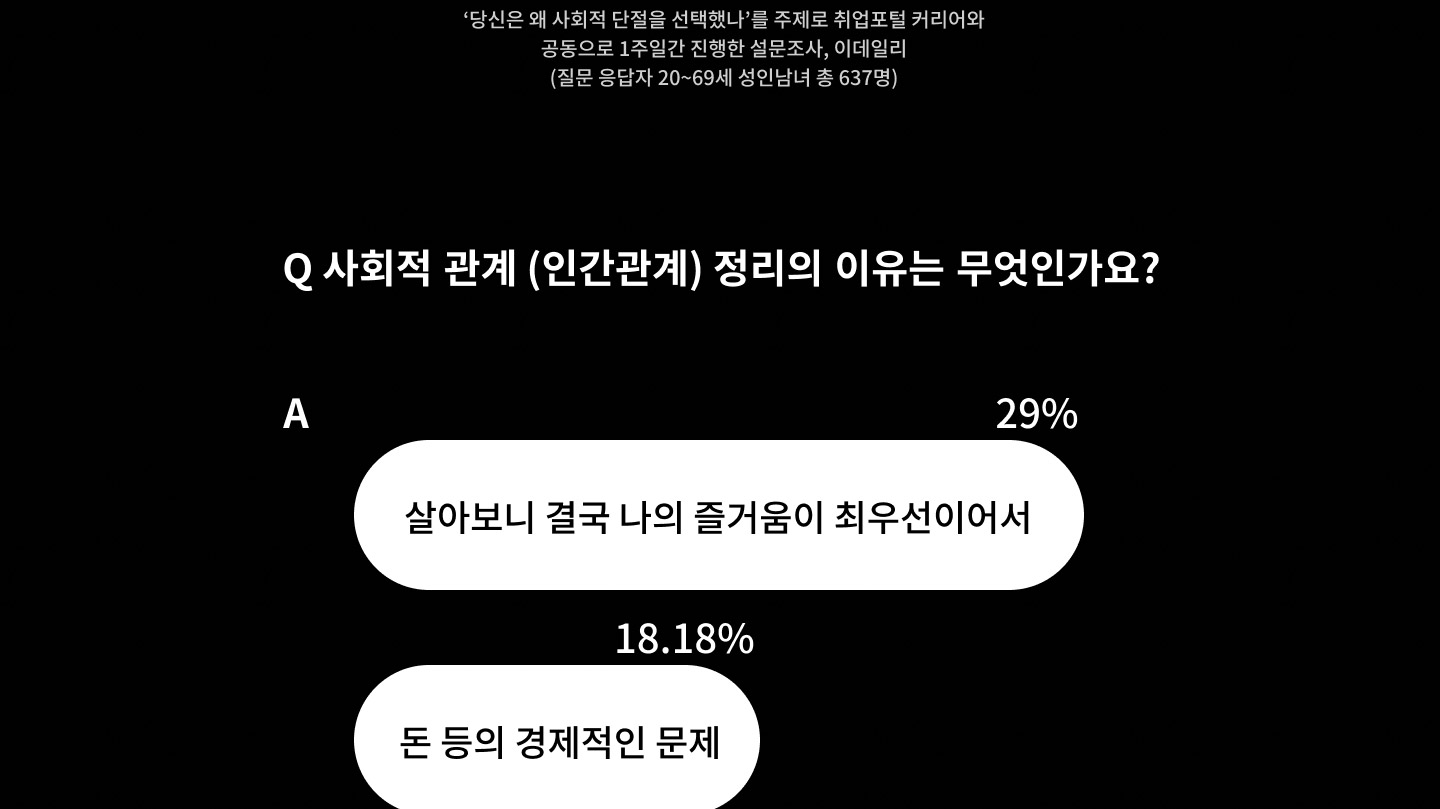 ‘당신은 왜 사회적 단절을 선택했나’를 주제로 취업포털 커리어와
공동으로 1주일간 진행한 설문조사, 이데일리
(질문 응답자 20~69세 성인남녀 총 637명)
Q 사회적 관계 (인간관계) 정리의 이유는 무엇인가요?
A
29%
살아보니 결국 나의 즐거움이 최우선이어서
18.18%
돈 등의 경제적인 문제